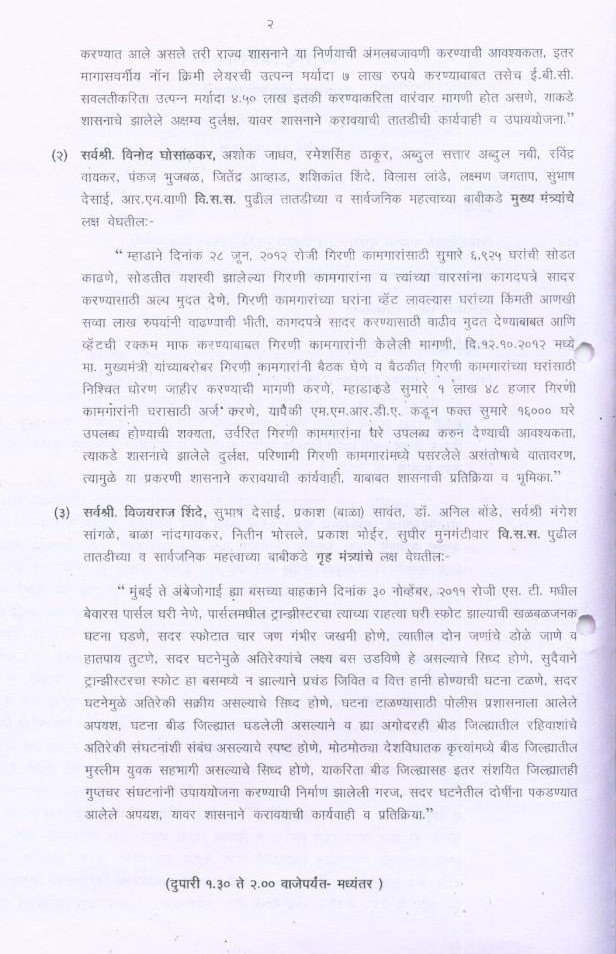 २
करण्यात आले असले तरी राज्य शासनाने या निर्णयाची अंमलबजावणी करण्याची आवश्यकता, इतर
मागासवर्गीय नॉन क्रिमी लेयरची उत्पन्न मर्यादा ७ लाख रुपये करण्याबाबत तसेच ई.बी.सी.
सवलतीकरिता उत्पन्न मर्यादा ४.५० लाख इतकी करण्याकरिता वारंवार मागणी होत असणे, याकडे
शासनाचे झालेले अक्षम्य दुर्लक्ष, यावर शासनाने करावयाची तातडीची कार्यवाही व उपाययोजना.”
(२) सर्वश्री. विनोद घोसाळकर, अशोक जाधव, रमेशसिंह ठाकूर, अब्दुल सत्तार अब्दुल नबी, रविंद्र
वायकर, पंकज भुजबळ, जितेंद्र आव्हाड, शशिकांत शिंदे, विलास लांडे, लक्ष्मण जगताप, सुभाष
देसाई, आर.एम.वाणी वि.स.स. पुढील तातडीच्या व सार्वजनिक महत्वाच्या बाबीकडे मुख्य मंत्र्यांचे
लक्ष वेधतील:-
“ म्हाडाने दिनांक २८ जून, २०१२ रोजी गिरणी कामगारांसाठी सुमारे ६,९२५ घरांची सोडत
काढणे, सोडतीत यशस्वी झालेल्या गिरणी कामगारांना व त्यांच्या वारसांना कागदपत्रे सादर
करण्यासाठी अल्प मुदत देणे, गिरणी कामगारांच्या घरांना व्हॅट लावल्यास घरांच्या किंमती आणखी
सव्वा लाख रुपयांनी वाढण्याची भीती, कागदपत्रे सादर करण्यासाठी वाढीव मुदत देण्याबाबत आणि
व्हॅटची रक्कम माफ करण्याबाबत गिरणी कामगारांनी केलेली मागणी, दि.१२.१०.२०१२ मध्ये
मा. मुख्यमंत्री यांच्याबरोबर गिरणी कामगारांनी बैठक घेणे व बैठकीत गिरणी कामगारांच्या घरांसाठी
निश्चित धोरण जाहीर करण्याची मागणी करणे, म्हाडाकडे सुमारे १ लाख ४८ हजार गिरणी
कामगारांनी घरासाठी अर्ज करणे, यापैकी एम.एम.आर.डी.ए. कडून फक्त सुमारे १६००० घरे
उपलब्ध होण्याची शक्यता, उर्वरित गिरणी कामगारांना घरे उपलब्ध करुन देण्याची आवश्यकता,
त्याकडे शासनाचे झालेले दुर्लक्ष, परिणामी गिरणी कामगारांमध्ये पसरलेले असंतोषाचे वातावरण,
त्यामुळे या प्रकरणी शासनाने करावयाची कार्यवाही. याबाबत शासनाची प्रतिक्रिया व भूमिका.”
(३) सर्वश्री. विजयराज शिंदे, सुभाष देसाई, प्रकाश (बाळा) सावंत, डॉ. अनिल बोंडे, सर्वश्री मंगेश
सांगळे, बाळा नांदगावकर, नितीन भोसले, प्रकाश भोईर, सुधीर मुनगंटीवार वि.स.स. पुढील
तातडीच्या व सार्वजनिक महत्वाच्या बाबीकडे गृह मंत्र्यांचे लक्ष वेधतील:-
“ मुंबई ते अंबेजोगाई ह्या बसच्या वाहकाने दिनांक ३० नोव्हेंबर, २०११ रोजी एस. टी. मधील
बेवारस पार्सल घरी नेणे, पार्सलमधील ट्रान्झीस्टरचा त्याच्या राहत्या घरी स्फोट झाल्याची खळबळजनक
घटना घडणे, सदर स्फोटात चार जण गंभीर जखमी होणे, त्यातील दोन जणांचे डोळे जाणे व
हातपाय तुटणे, सदर घटनेमुळे अतिरेक्यांचे लक्ष्य बस उडविणे हे असल्याचे सिध्द होणे, सुदैवाने
ट्रान्झीस्टरचा स्फोट हा बसमध्ये न झाल्याने प्रचंड जिवित व वित्त हानी होण्याची घटना टळणे, सदर
घटनेमुळे अतिरेकी सक्रीय असल्याचे सिध्द होणे, घटना टाळण्यासाठी पोलीस प्रशासनाला आलेले
अपयश, घटना बीड जिल्ह्यात घडलेली असल्याने व ह्या अगोदरही बीड जिल्ह्यातील रहिवाशांचे
अतिरेकी संघटनांशी संबंध असल्याचे स्पष्ट होणे, मोठमोठ्या देशविघातक कृत्त्यांमध्ये बीड जिल्ह्यातील
मुस्लीम युवक सहभागी असल्याचे सिध्द होणे, याकरिता बीड जिल्ह्यासह इतर संशयित जिल्ह्यातही
गुप्तचर संघटनांनी उपाययोजना करण्याची निर्माण झालेली गरज, सदर घटनेतील दोषींना पकडण्यात
आलेले अपयश, यावर शासनाने करावयाची कार्यवाही व प्रतिक्रिया.”
(दुपारी १.३० ते २.०० वाजेपर्यंत- मध्यंतर )